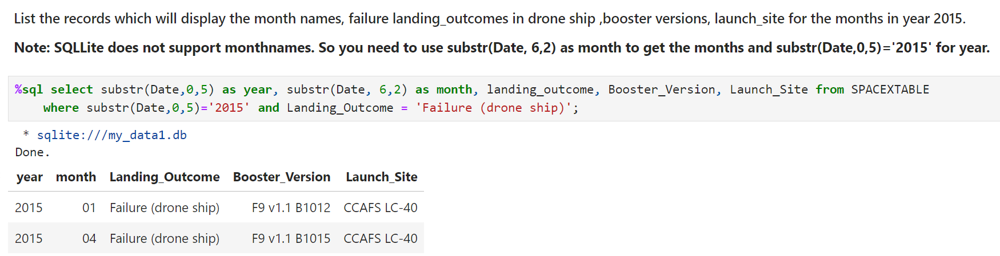 List the records which will display the month names, failure landing_outcomes in drone ship ,booster versions, launch_site for the months in year 2015.
Note: SQLLite does not support monthnames. So you need to use substr(Date, 6,2) as month to get the months and substr(Date,0,5)='2015' for year.
%sql select substr(Date,0,5) as year, substr(Date, 6,2) as month, landing_outcome, Booster_Version, Launch_Site from SPACEXTABLE
where substr(Date,0,5)='2015' and Landing_Outcome = 'Failure (drone ship)';
* sqlite:///my_data1.db
Done.
year month Landing_Outcome Booster_Version Launch_Site
2015 01 Failure (drone ship) F9 v1.1 B1012 CCAFS LC-40
2015 04 Failure (drone ship) F9 v1.1 B1015 CCAFS LC-40